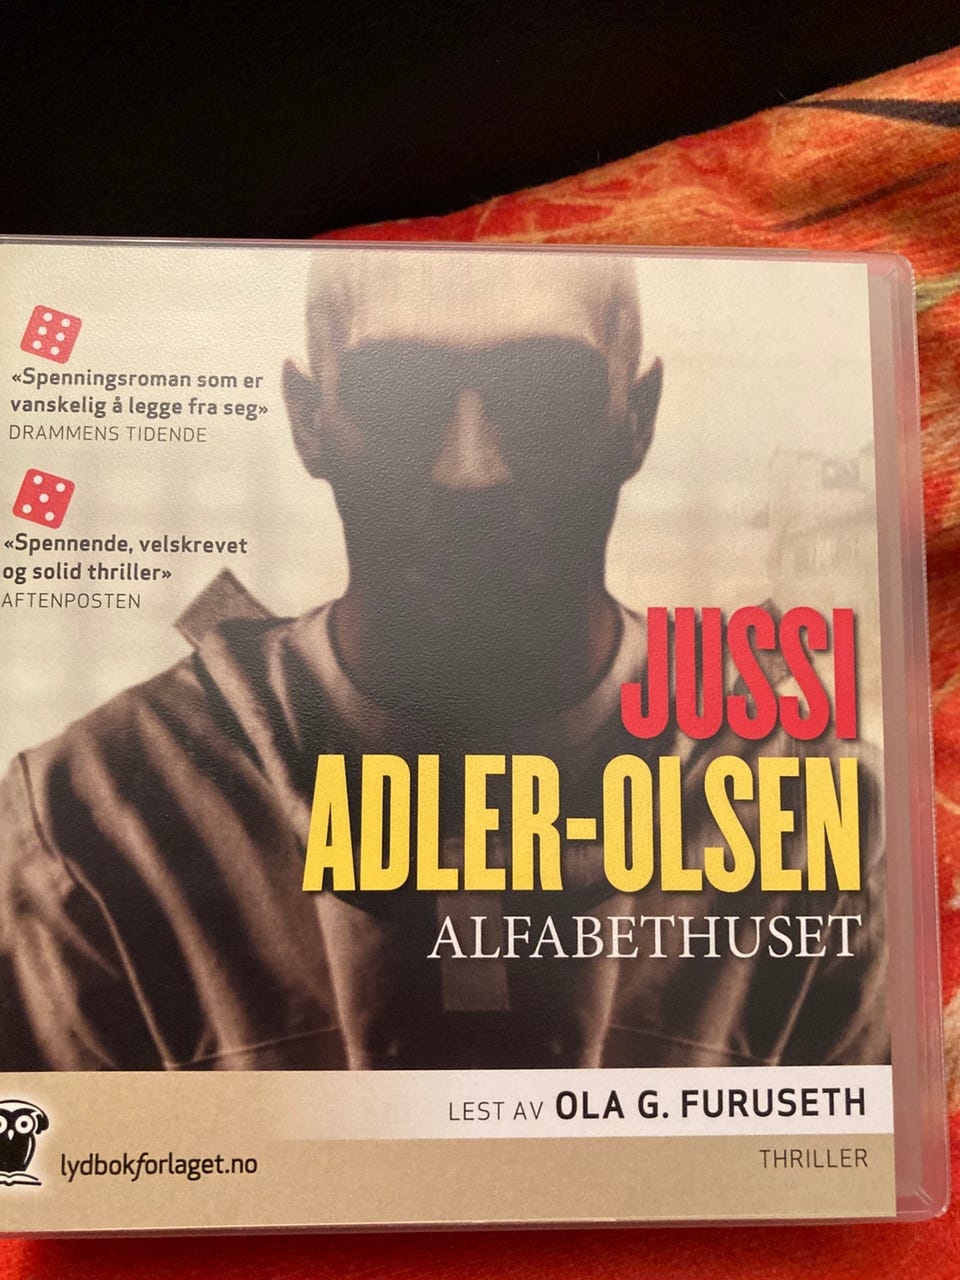 «Spenningsroman som er
vanskelig å legge fra seg»
DRAMMENS TIDENDE
«Spennende, velskrevet
og solid thriller»
AFTENPOSTEN
JUSSI
ADLER-OLSEN
ALFABETHUSET
LEST AV OLA G. FURUSETH
lydbokforlaget.no
THRILLER